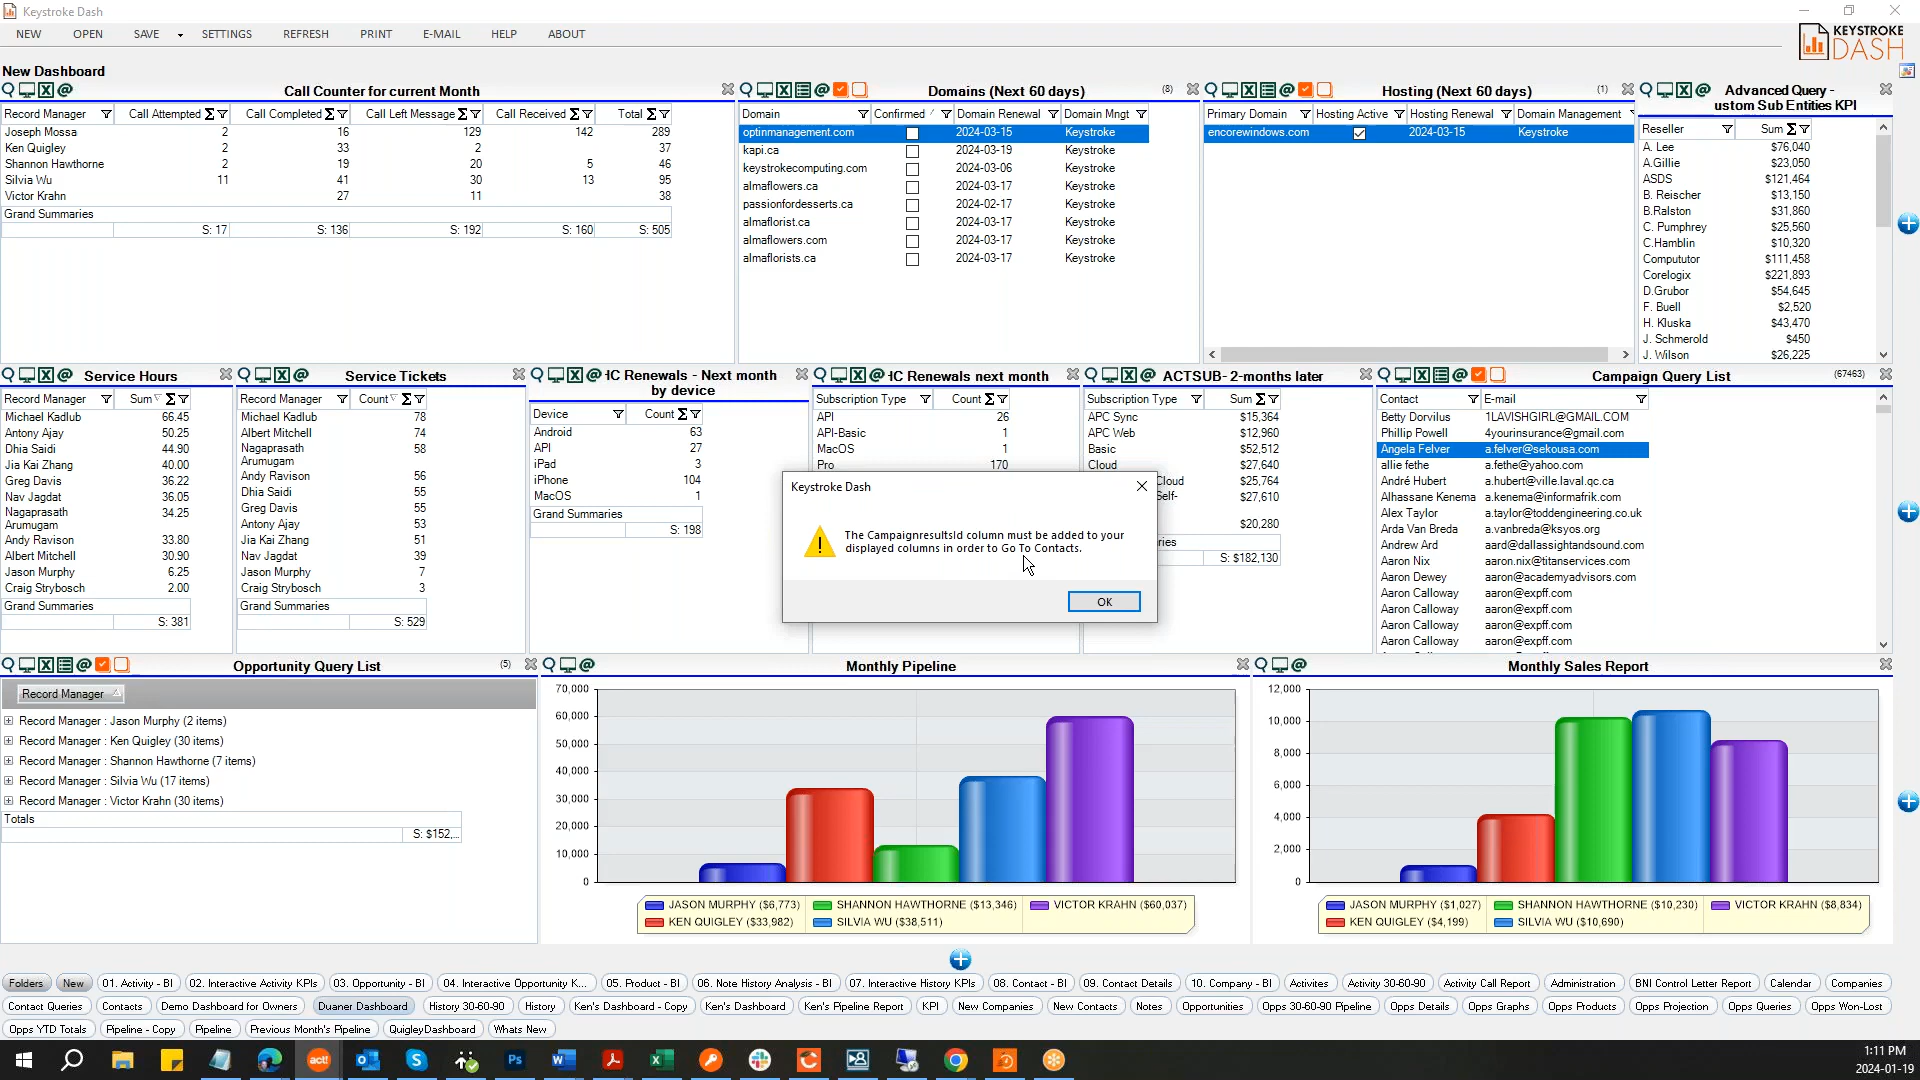 Keystroke Dash
NEW OPEN SAVE SETTINGS REFRESH PRINT E-MAIL HELP ABOUT
KEYSTROKE
DASH
New Dashboard
Call Counter for current Month
Record Manager Call Attempted Σ Call Completed Σ Call Left Message Σ Call Received Σ Total Σ
Joseph Mossa 2 16 129 142 289
Ken Quigley 2 33 2 37
Shannon Hawthorne 2 19 20 5 46
Silvia Wu 11 41 30 13 95
Victor Krahn 27 11 38
Grand Summaries
S: 17 S: 136 S: 192 S: 160 S: 505
Domains (Next 60 days) (8)
Domain Confirmed Domain Renewal Domain Mngt
optinmanagement.com 2024-03-15 Keystroke
kapi.ca 2024-03-19 Keystroke
keystrokecomputing.com 2024-03-06 Keystroke
almaflowers.ca 2024-03-17 Keystroke
passionfordesserts.ca 2024-02-17 Keystroke
almaflorist.ca 2024-03-17 Keystroke
almaflowers.com 2024-03-17 Keystroke
almaflorists.ca 2024-03-17 Keystroke
Hosting (Next 60 days) (1)
Primary Domain Hosting Active Hosting Renewal Domain Management
encorewindows.com 2024-03-15 Keystroke
Advanced Query -
ustom Sub Entities KPI
Reseller Sum Σ
A. Lee $76,040
A.Gillie $23,050
ASDS $121,464
B. Reischer $13,150
B.Ralston $31,860
C. Pumphrey $25,560
C.Hamblin $10,320
Compututor $111,458
Corelogix $221,893
D.Grubor $54,645
F. Buell $2,520
H. Kluska $43,470
J. Schmerold $450
J. Wilson $26,225
Service Hours
Record Manager Sum Σ
Michael Kadlub 66.45
Antony Ajay 50.25
Dhia Saidi 44.90
Jia Kai Zhang 40.00
Greg Davis 36.22
Nav Jagdat 36.05
Nagaprasath
Arumugam 34.25
Andy Ravison 33.80
Albert Mitchell 30.90
Jason Murphy 6.25
Craig Strybosch 2.00
Grand Summaries
S: 381
Service Tickets
Record Manager Count Σ
Michael Kadlub 78
Albert Mitchell 74
Nagaprasath
Arumugam 58
Andy Ravison 56
Dhia Saidi 55
Greg Davis 55
Antony Ajay 53
Jia Kai Zhang 51
Nav Jagdat 39
Jason Murphy 7
Craig Strybosch 3
Grand Summaries
S: 529
HC Renewals - Next month
by device
Device Count Σ
Android 63
API 27
iPad 3
iPhone 104
MacOS 1
Grand Summaries
S: 198
HC Renewals next month
Subscription Type Count Σ
API 26
API-Basic 1
MacOS 1
Pro 170
ACTSUB- 2-months later
Subscription Type Sum Σ
APC Sync $15,364
APC Web $12,960
Basic $52,512
Cloud $27,640
Cloud $25,764
Self- $27,610
$20,280
ries
S: $182,130
Campaign Query List (67463)
Contact E-mail
Betty Dorvilus 1LAVISHGIRL@GMAIL.COM
Phillip Powell 4yourinsurance@gmail.com
Angela Felver a.felver@sekousa.com
allie fethe a.fethe@yahoo.com
André Hubert a.hubert@ville.laval.qc.ca
Alhassane Kenema a.kenema@informafrik.com
Alex Taylor a.taylor@toddengineering.co.uk
Arda Van Breda a.vanbreda@ksyos.org
Andrew Ard aard@dallassightandsound.com
Aaron Nix aaron.nix@titanservices.com
Aaron Dewey aaron@academyadvisors.com
Aaron Calloway aaron@expff.com
Aaron Calloway aaron@expff.com
Aaron Calloway aaron@expff.com
Aaron Calloway aaron@expff.com
Keystroke Dash
The CampaignresultsId column must be added to your
displayed columns in order to Go To Contacts.
OK
Opportunity Query List (5)
Record Manager
Record Manager : Jason Murphy (2 items)
Record Manager : Ken Quigley (30 items)
Record Manager : Shannon Hawthorne (7 items)
Record Manager : Silvia Wu (17 items)
Record Manager : Victor Krahn (30 items)
Totals
S: $152,...
Monthly Pipeline
70,000
60,000
50,000
40,000
30,000
20,000
10,000
0
JASON MURPHY ($6,773) SHANNON HAWTHORNE ($13,346) VICTOR KRAHN ($60,037)
KEN QUIGLEY ($33,982) SILVIA WU ($38,511)
Monthly Sales Report
12,000
10,000
8,000
6,000
4,000
2,000
0
JASON MURPHY ($1,027) SHANNON HAWTHORNE ($10,230) VICTOR KRAHN ($8,834)
KEN QUIGLEY ($4,199) SILVIA WU ($10,690)
Folders New 01. Activity - BI 02. Interactive Activity KPIs 03. Opportunity - BI 04. Interactive Opportunity K... 05. Product - BI 06. Note History Analysis - BI 07. Interactive History KPIs 08. Contact - BI 09. Contact Details 10. Company - BI Activites Activity 30-60-90 Activity Call Report Administration BNI Control Letter Report Calendar Companies
Contact Queries Contacts Demo Dashboard for Owners Duaner Dashboard History 30-60-90 History Ken's Dashboard - Copy Ken's Dashboard Ken's Pipeline Report KPI New Companies New Contacts Notes Opportunities Opps 30-60-90 Pipeline Opps Details Opps Graphs Opps Products Opps Projection Opps Queries Opps Won-Lost
Opps YTD Totals Pipeline - Copy Pipeline Previous Month's Pipeline QuigleyDashboard Whats New
act! Ps
1:11 PM
2024-01-19